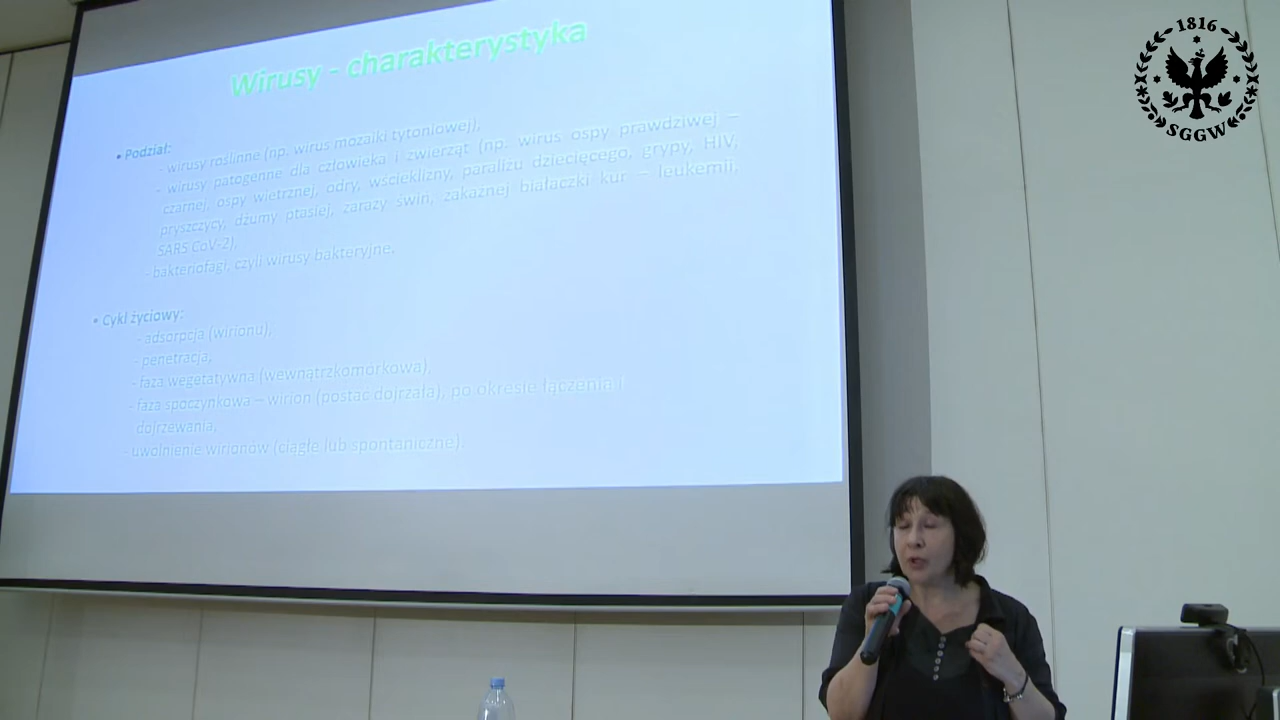 Wirusy - charakterystyka
• Podział:
- wirusy roślinne (np. wirus mozaiki tytoniowej),
- wirusy patogenne dla człowieka i zwierząt (np. wirus ospy prawdziwej –
czarnej, ospy wietrznej, odry, wścieklizny, paraliżu dziecięcego, grypy, HIV,
pryszczycy, dżumy ptasiej, zarazy świn, zakaźnej białaczki kur – leukemii,
SARS CoV-2),
- bakteriofagi, czyli wirusy bakteryjne.
• Cykl życiowy:
- adsorpcja (wirionu),
- penetracja,
- faza wegetatywna (wewnątrzkomorkowa),
- faza spoczynkowa – wirion (postac dojrzała), po okresie łączenia i
dojrzewania,
- uwolnienie wirionów (ciągłe lub spontaniczne).
1816
SGGW